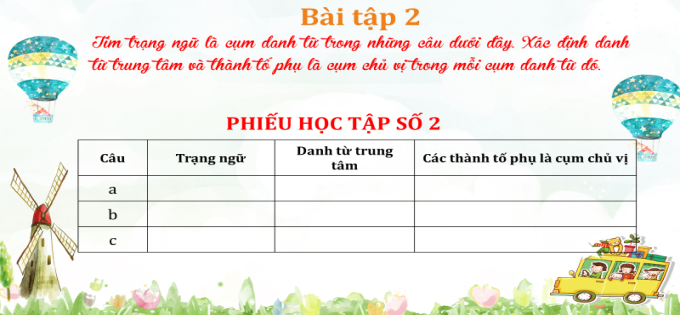 Bài tập 2
Tìm trạng ngữ là cụm danh từ trong những câu dưới đây. Xác định danh
từ trung tâm và thành tố phụ là cụm chủ vị trong mỗi cụm danh từ đó.
PHIẾU HỌC TẬP SỐ 2
Câu Trạng ngữ Danh từ trung tâm Các thành tố phụ là cụm chủ vị
a
b
c